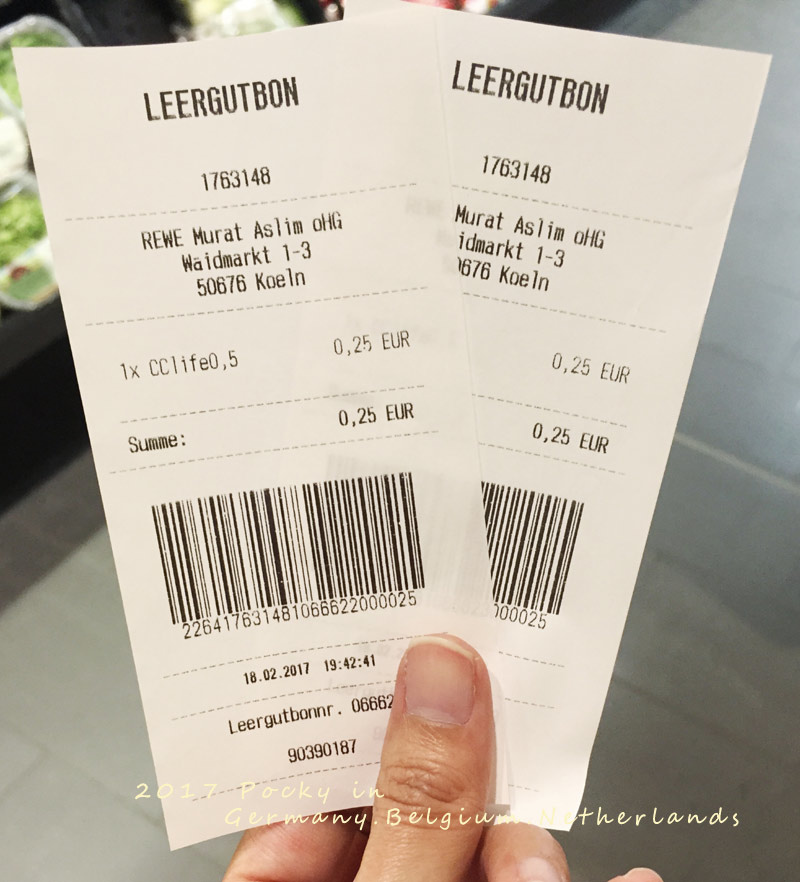 LEERGUTBON
1763148
REWE Murat Aslim oHG
Waidmarkt 1-3
50676 Koeln
1x CClife0,5 0,25 EUR
Summe: 0,25 EUR
226417631481066622000025
18.02.2017 19:42:41
Leergutbonnr. 06662
90390187
LEERGUTBON
1763148
Murat Aslim oHG
idmarkt 1-3
0676 Koeln
0,25 EUR
0,25 EUR
000025
2017 Pocky in
Germany.Belgium.Netherlands